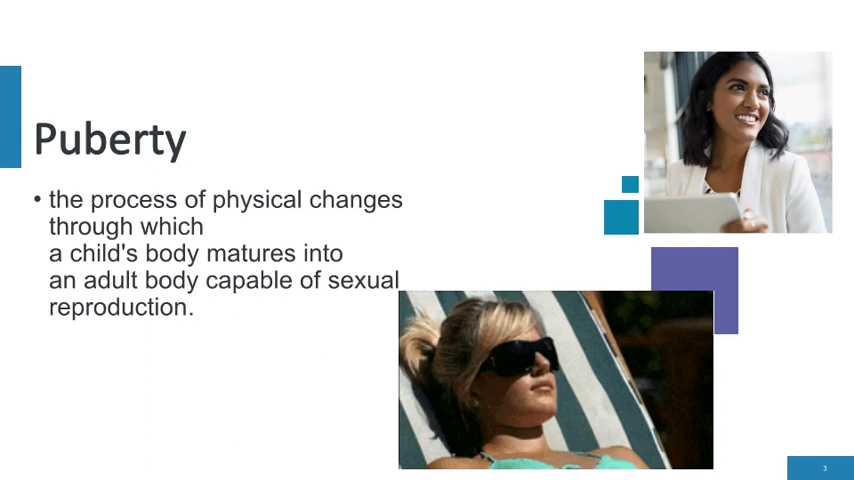 Puberty
• the process of physical changes
through which
a child's body matures into
an adult body capable of sexual
reproduction.
3